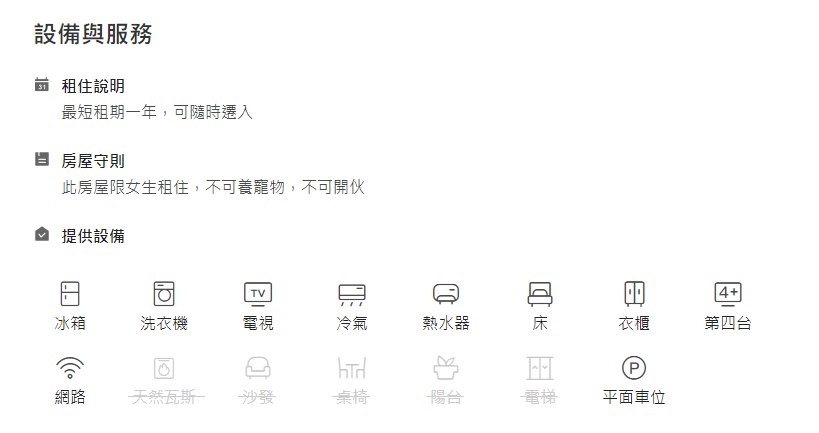 設備與服務
31
租住說明
最短租期一年，可隨時遷入
房屋守則
此房屋限女生租住，不可養寵物，不可開伙
提供設備
TV 4+
冰箱 洗衣機 電視 冷氣 熱水器 床 衣櫃 第四台
P
網路 天然瓦斯 沙發 桌椅 陽台 電梯 平面車位